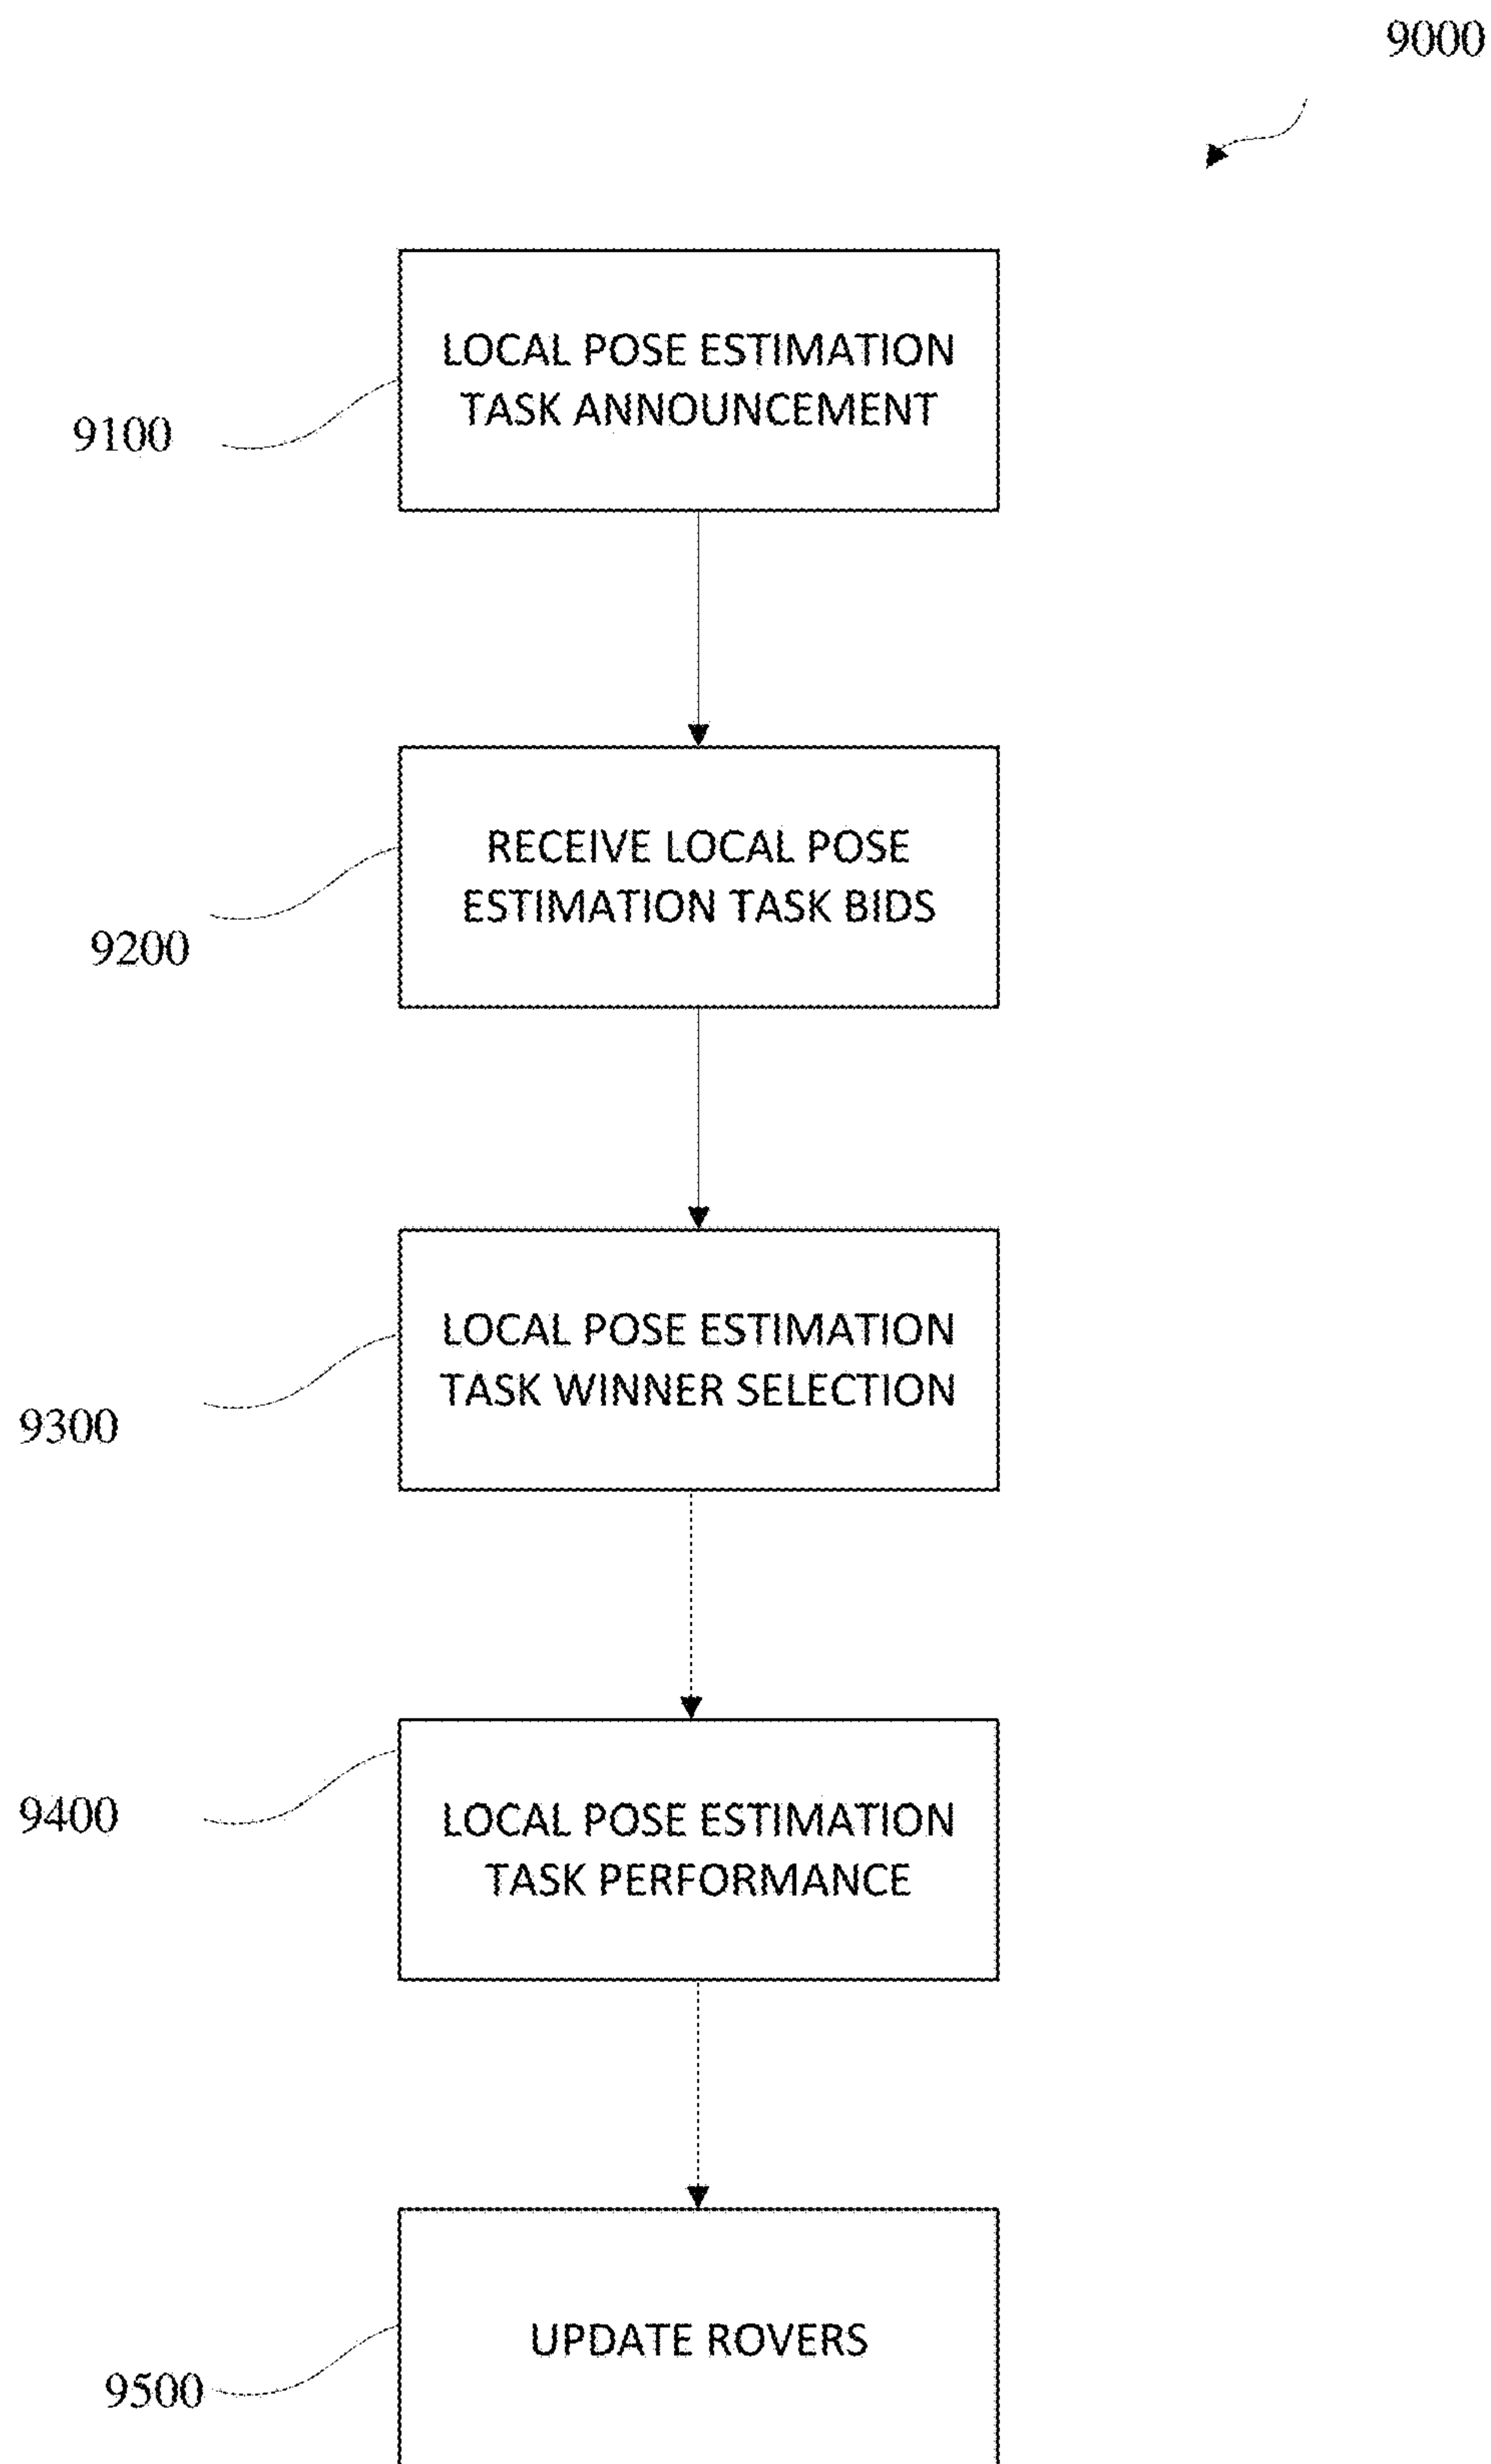 9000
LOCAL POSE ESTIMATION
TASK ANNOUNCEMENT
9100
RECEIVE LOCAL POSE
ESTIMATION TASK BIDS
9200
LOCAL POSE ESTIMATION
TASK WINNER SELECTION
9300
LOCAL POSE ESTIMATION
TASK PERFORMANCE
9400
UPDATE ROVERS
9500